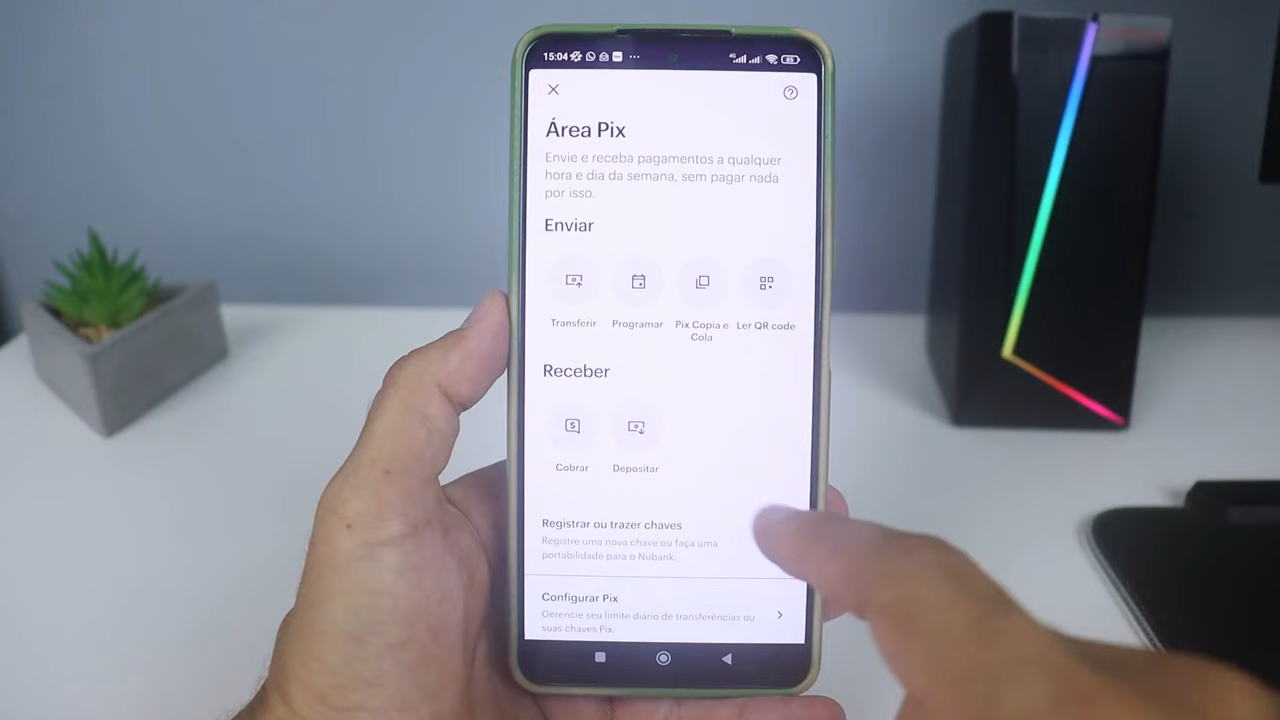 15:04
85
Área Pix
Envie e receba pagamentos a qualquer
hora e dia da semana, sem pagar nada
por isso.
Enviar
Transferir
Programar
Pix Copia e
Cola
Ler QR code
Receber
Cobrar
Depositar
Registrar ou trazer chaves
Registre uma nova chave ou faça uma
portabilidade para o Nubank.
Configurar Pix
Gerencie seu limite diário de transferências ou
suas chaves Pix.